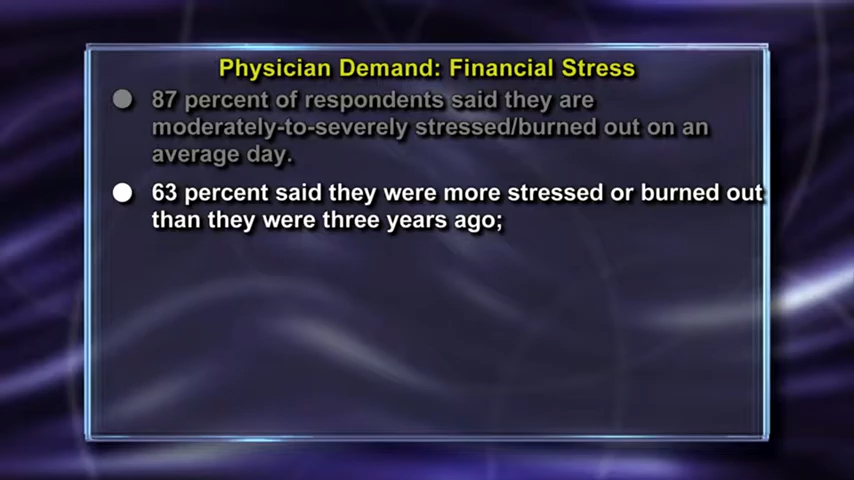 Physician Demand: Financial Stress
87 percent of respondents said they are
moderately-to-severely stressed/burned out on an
average day.
63 percent said they were more stressed or burned out
than they were three years ago;